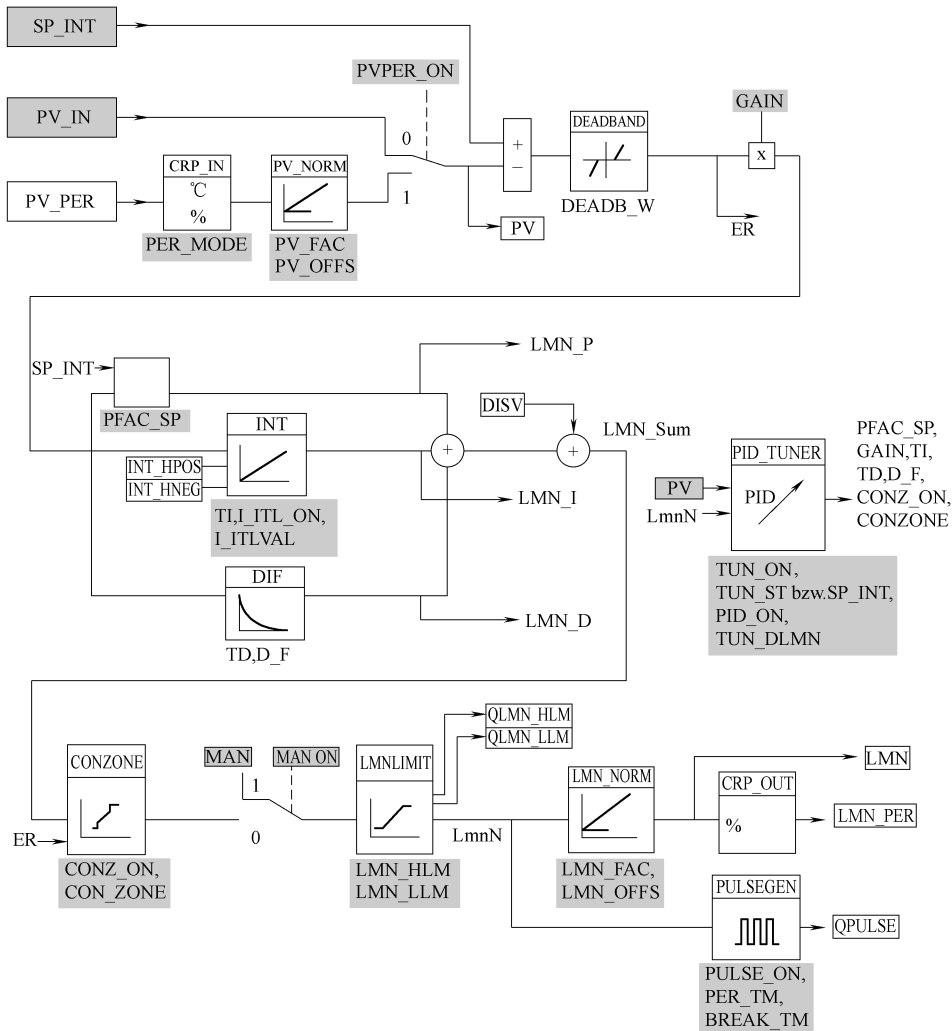 SP_INT
PVPER_ON
GAIN
PV_IN
DEADBAND
0
+
−
X
CRP_IN
PV_NORM
℃
%
1
PV_PER
DEADB_W
PV
ER
PER_MODE
PV_FAC
PV_OFFS
LMN_P
SP_INT
PFAC_SP
DISV
INT
LMN_Sum
PFAC_SP,
GAIN,TI,
TD,D_F,
CONZ_ON,
CONZONE
PID_TUNER
+
+
INT_HPOS
INT_HNEG
PV
PID
LMN_I
LmnN
TI,I_ITL_ON,
I_ITLVAL
DIF
TUN_ON,
TUN_ST bzw.SP_INT,
PID_ON,
TUN_DLMN
LMN_D
TD,D_F
QLMN_HLM
QLMN_LLM
CONZONE
MAN
MAN ON
LMNLIMIT
LMN_NORM
LMN
CRP_OUT
1
%
LMN_PER
ER
0
LmnN
CONZ_ON,
CON_ZONE
LMN_HLM
LMN_LLM
LMN_FAC,
LMN_OFFS
PULSEGEN
QPULSE
PULSE_ON,
PER_TM,
BREAK_TM